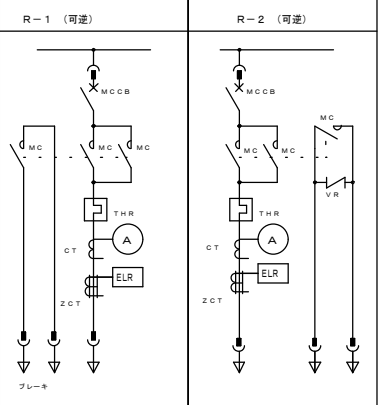 R－1　（可逆）
R－2　（可逆）
MCCB
MC MC MC
THR
CT A
ELR
ZCT
ブレーキ
MCCB
MC
MC MC
VR
THR
CT A
ELR
ZCT